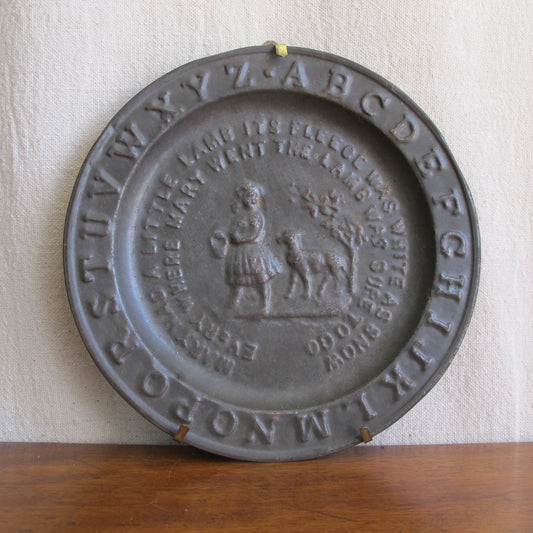 A B C D E F G H I J K L M N O P Q R S T U V W X Y Z
MARY HAD A LITTLE LAMB ITS FLEECE WAS WHITE AS SNOW
EVERY WHERE MARY WENT THE LAMB WAS SURE TO GO